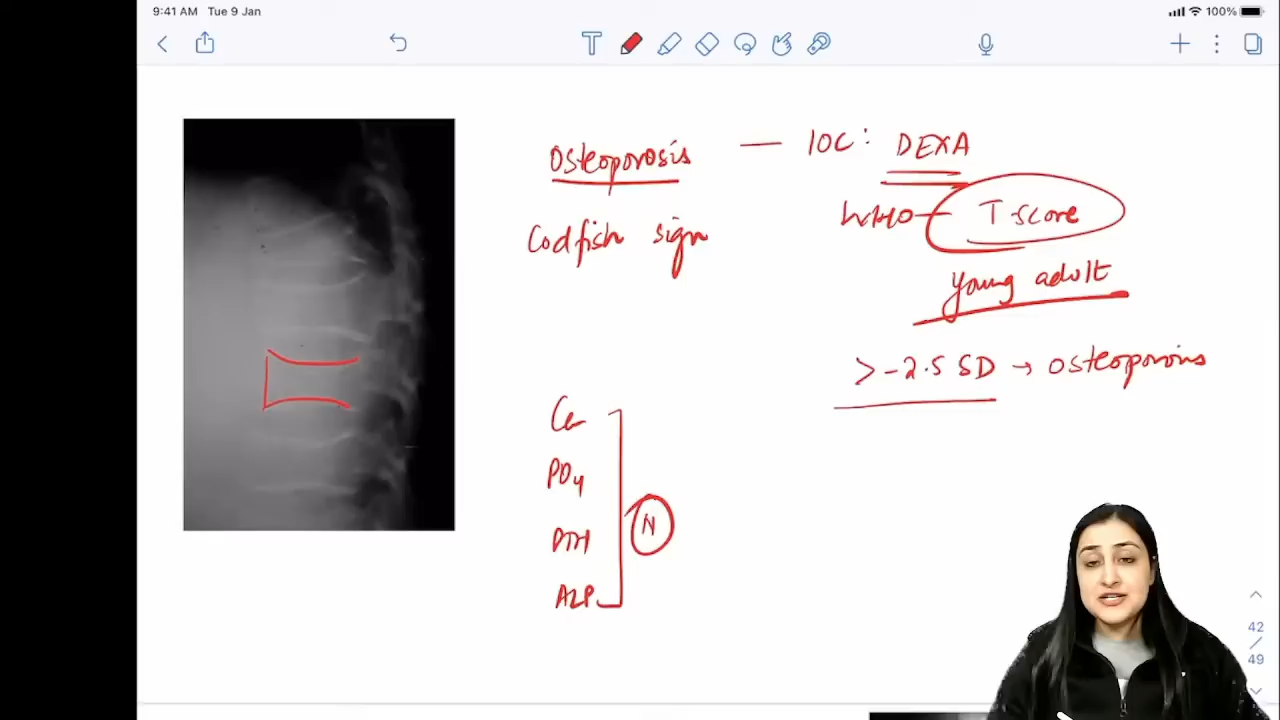 9:41 AM Tue 9 Jan
100%
Osteoporosis — IOC: DEXA
WHO — T-score
Codfish sign
young adult
> -2.5 SD → Osteoporosis
Ca
PO4
PTH
N
ALP
42
/
49